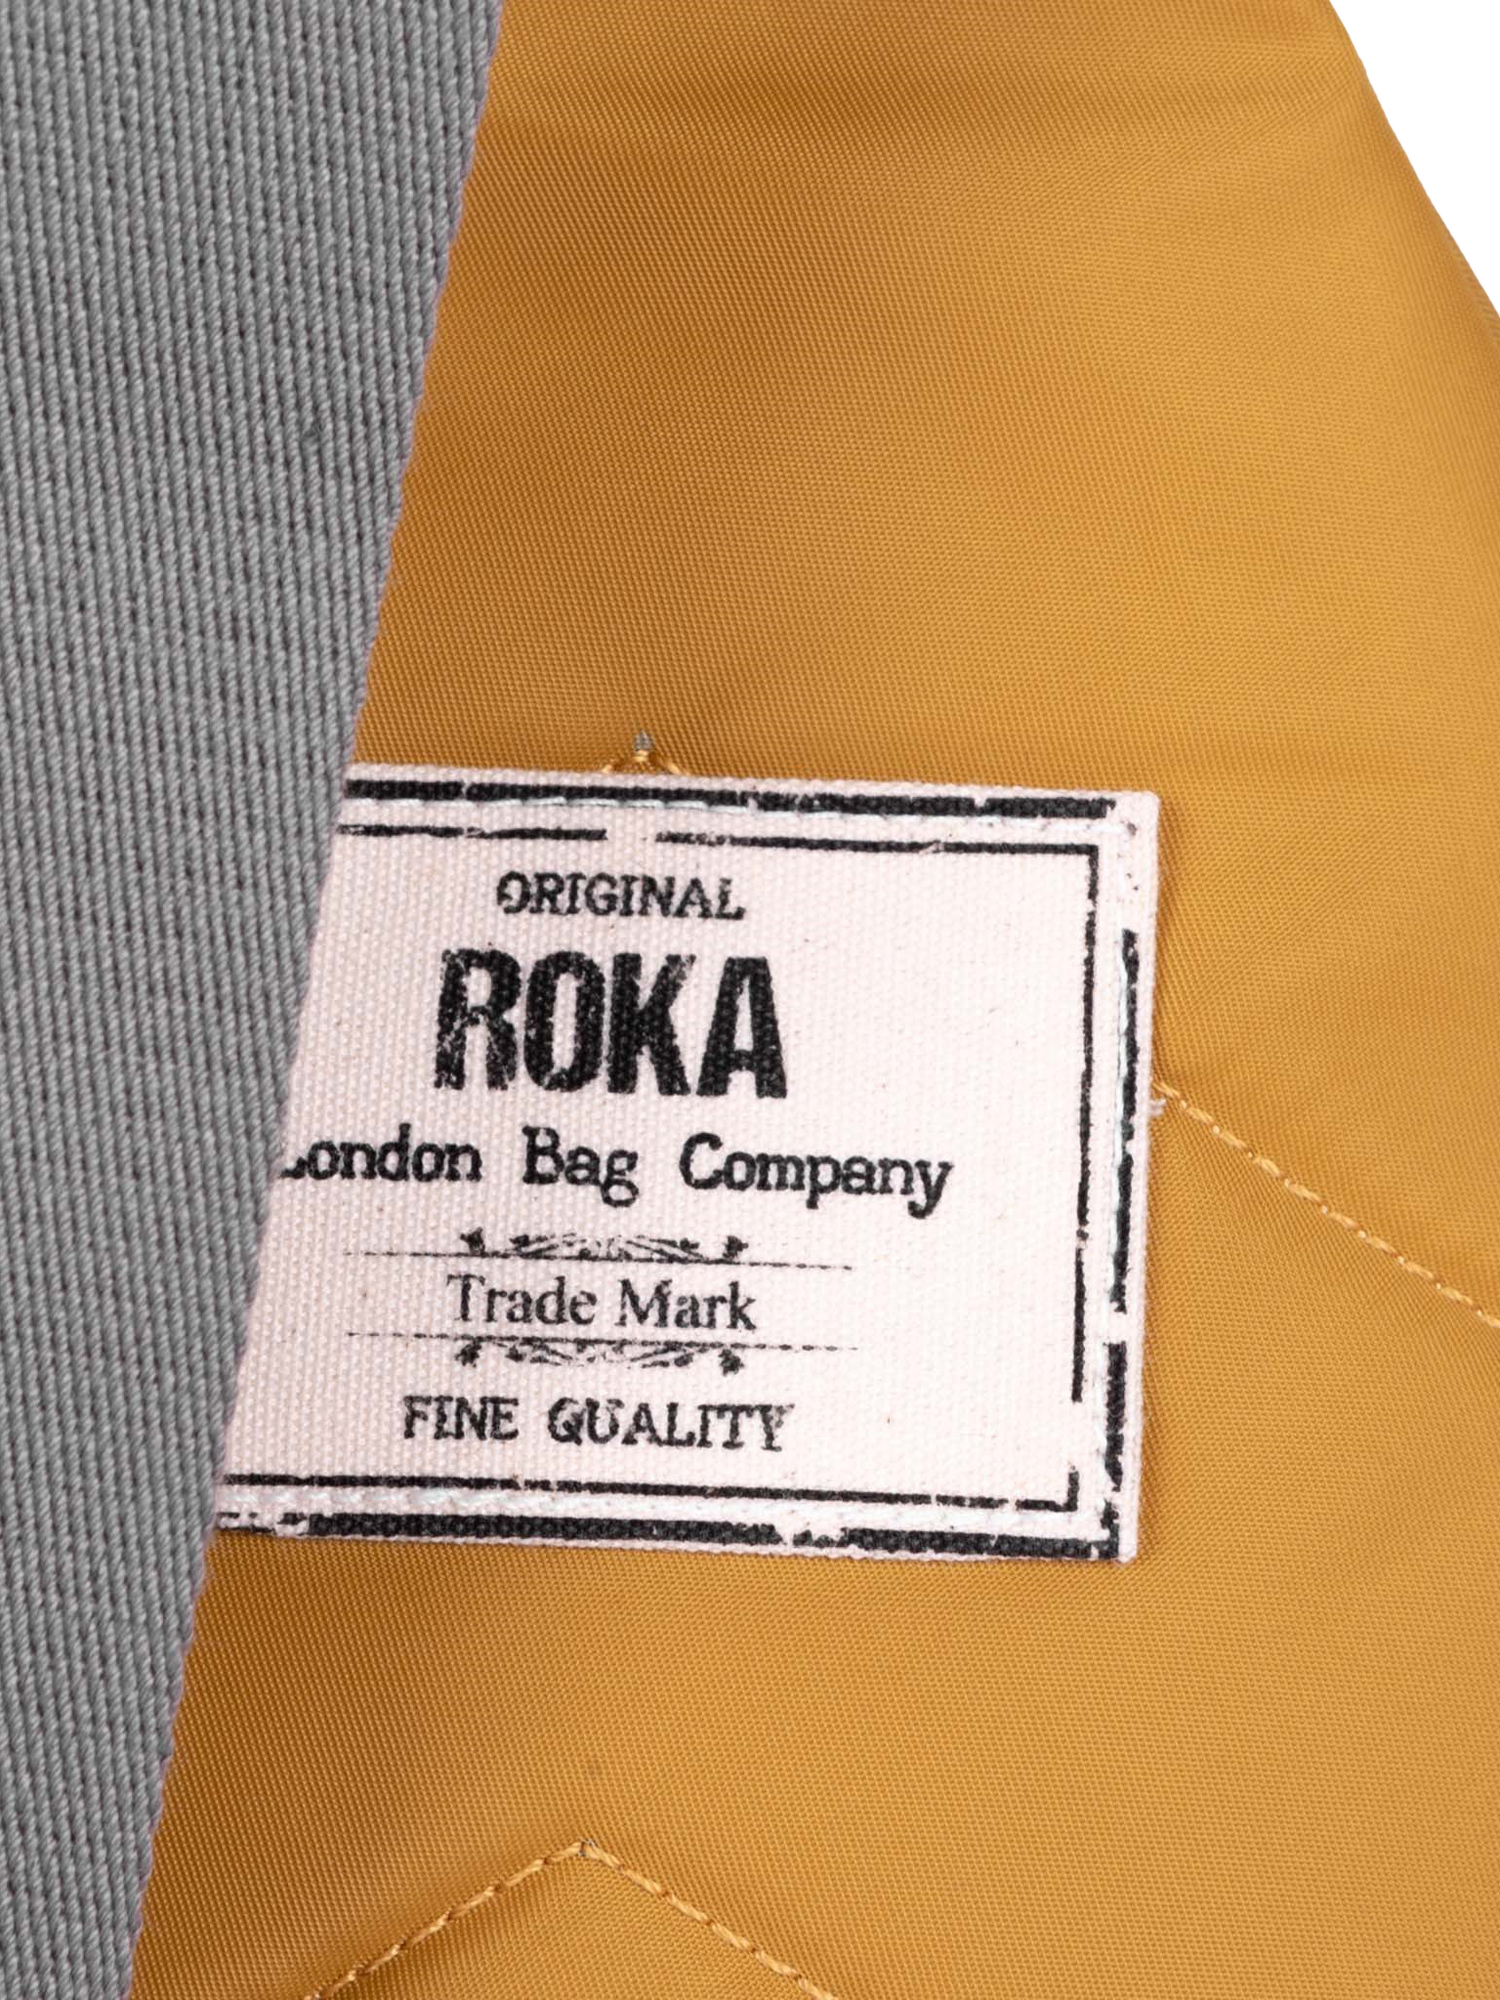 ORIGINAL
ROKA
London Bag Company
Trade Mark
FINE QUALITY